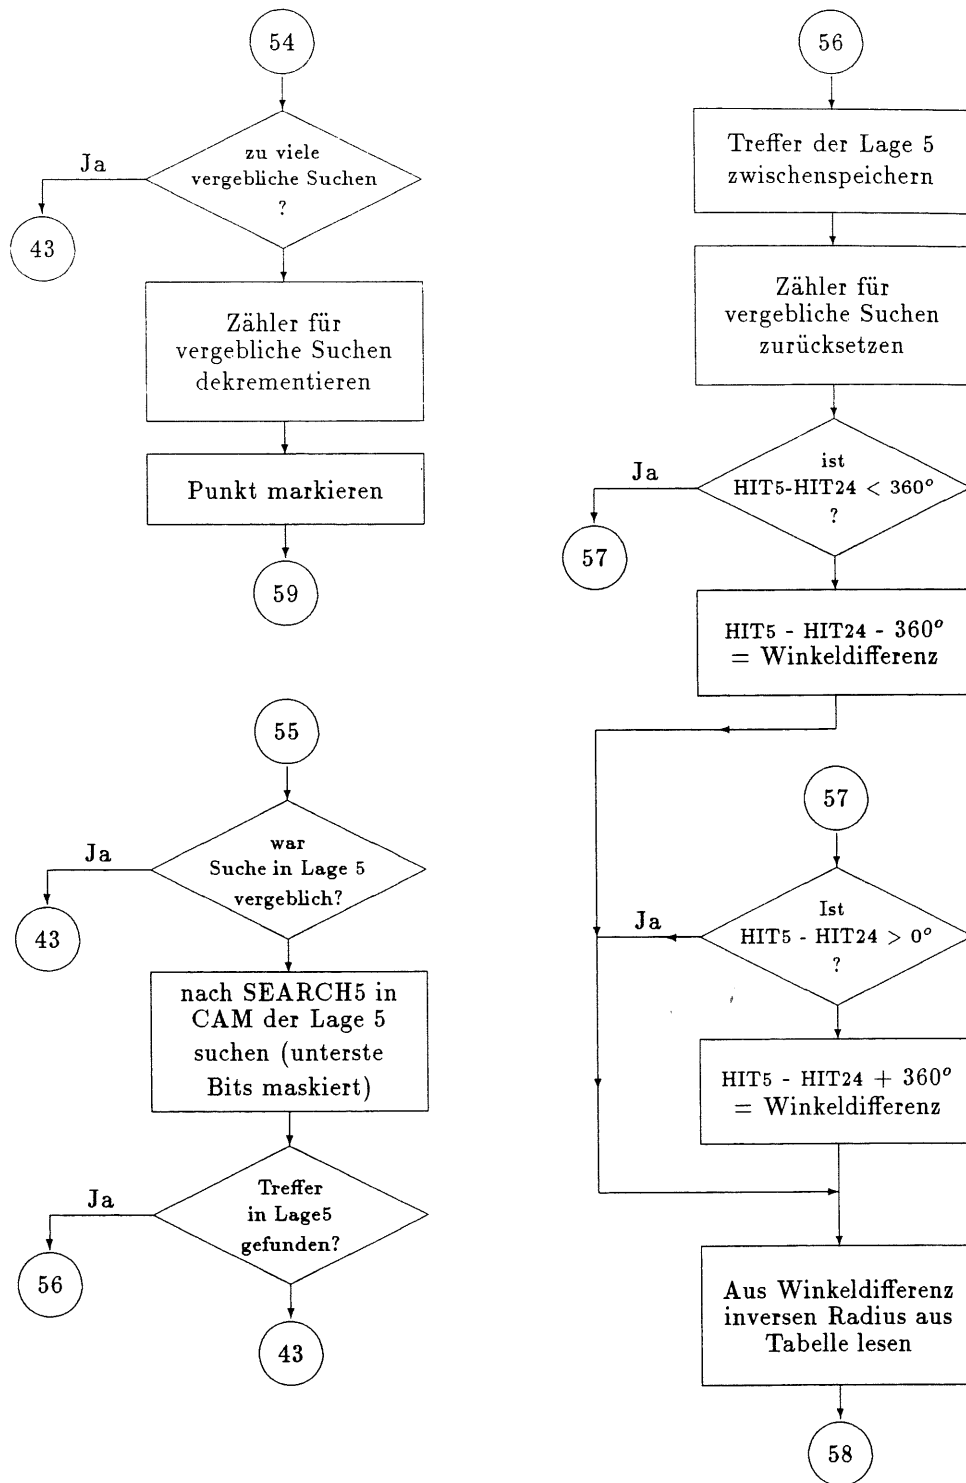 54
zu viele
vergebliche Suchen
?
Ja
43
Zähler für
vergebliche Suchen
dekrementieren
Punkt markieren
59
55
war
Suche in Lage 5
vergeblich?
Ja
43
nach SEARCH5 in
CAM der Lage 5
suchen (unterste
Bits maskiert)
Treffer
in Lage5
gefunden?
Ja
56
43
56
Treffer der Lage 5
zwischenspeichern
Zähler für
vergebliche Suchen
zurücksetzen
ist
HIT5-HIT24 < 360°
?
Ja
57
HIT5 - HIT24 - 360°
= Winkeldifferenz
57
Ist
HIT5 - HIT24 > 0°
?
Ja
HIT5 - HIT24 + 360°
= Winkeldifferenz
Aus Winkeldifferenz
inversen Radius aus
Tabelle lesen
58